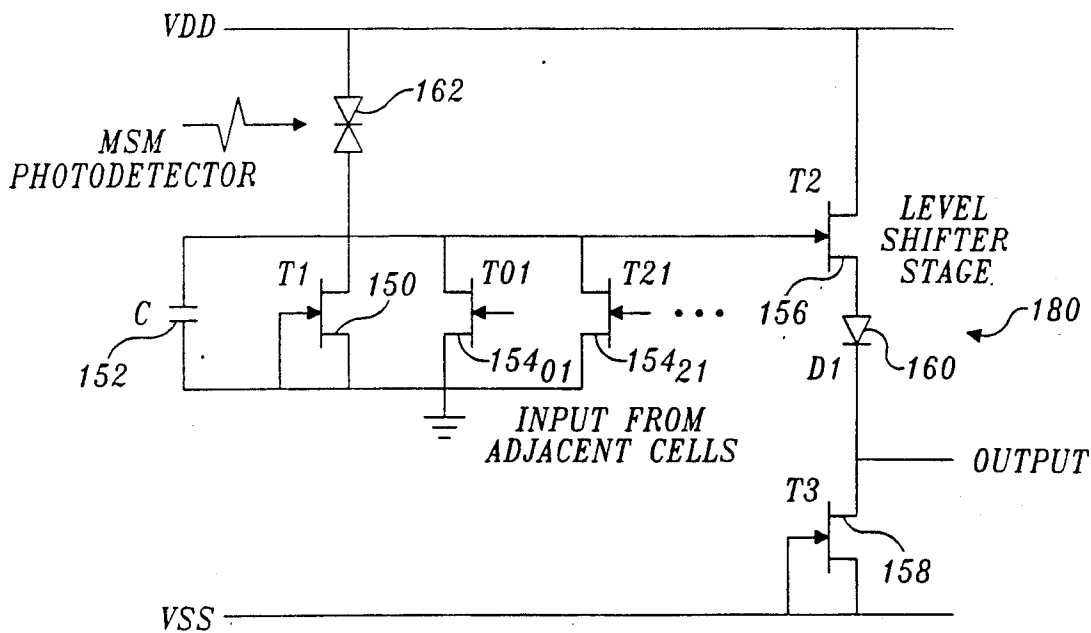 VDD
162
MSM
PHOTODETECTOR
T2
LEVEL
SHIFTER
STAGE
T1
150
T01
T21
C
152
154 01
154 21
156
180
D1
160
INPUT FROM
ADJACENT CELLS
OUTPUT
T3
158
VSS